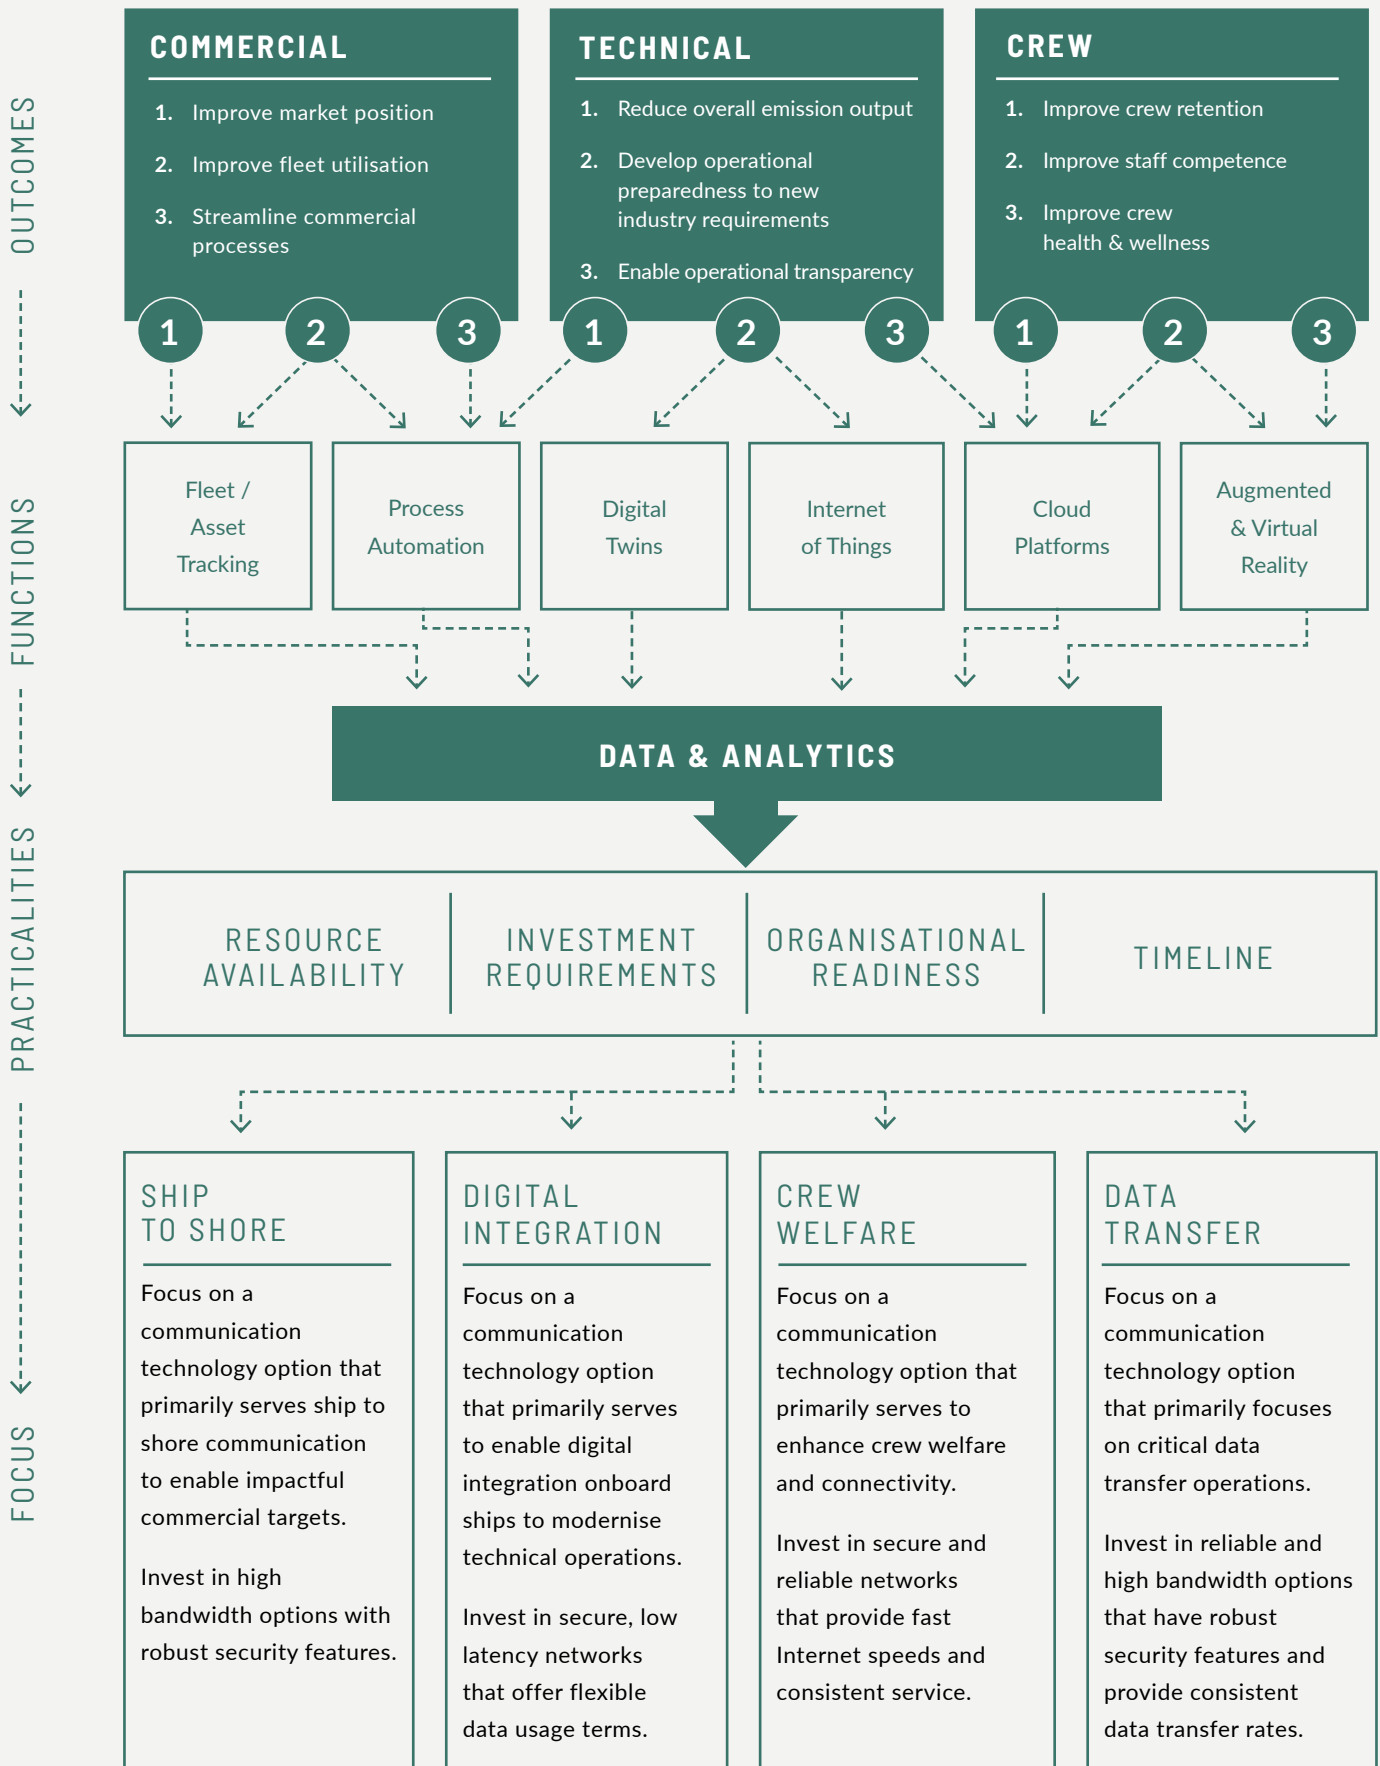 OUTCOMES
COMMERCIAL
1. Improve market position
2. Improve fleet utilisation
3. Streamline commercial
processes
TECHNICAL
1. Reduce overall emission output
2. Develop operational
preparedness to new
industry requirements
3. Enable operational transparency
CREW
1. Improve crew retention
2. Improve staff competence
3. Improve crew
health & wellness
1 2 3 1 2 3 1 2 3
FUNCTIONS
Fleet /
Asset
Tracking
Process
Automation
Digital
Twins
Internet
of Things
Cloud
Platforms
Augmented
& Virtual
Reality
DATA & ANALYTICS
PRACTICALITIES
RESOURCE
AVAILABILITY
INVESTMENT
REQUIREMENTS
ORGANISATIONAL
READINESS
TIMELINE
FOCUS
SHIP
TO SHORE
Focus on a
communication
technology option that
primarily serves ship to
shore communication
to enable impactful
commercial targets.
Invest in high
bandwidth options with
robust security features.
DIGITAL
INTEGRATION
Focus on a
communication
technology option
that primarily serves
to enable digital
integration onboard
ships to modernise
technical operations.
Invest in secure, low
latency networks
that offer flexible
data usage terms.
CREW
WELFARE
Focus on a
communication
technology option that
primarily serves to
enhance crew welfare
and connectivity.
Invest in secure and
reliable networks
that provide fast
Internet speeds and
consistent service.
DATA
TRANSFER
Focus on a
communication
technology option
that primarily focuses
on critical data
transfer operations.
Invest in reliable and
high bandwidth options
that have robust
security features and
provide consistent
data transfer rates.